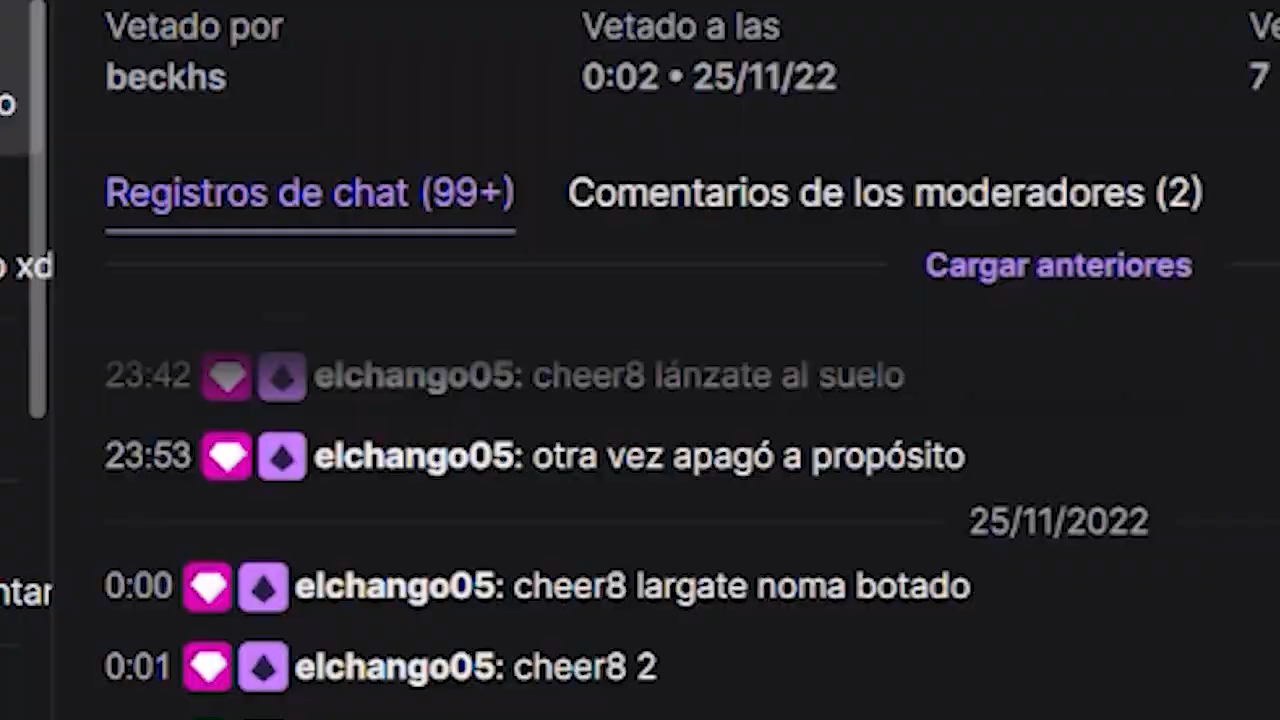 Vetado por
Vetado a las
beckhs
0:02 • 25/11/22
7
o
Registros de chat (99+)
Comentarios de los moderadores (2)
xd
Cargar anteriores
23:42 elchango05: cheer8 lánzate al suelo
23:53 elchango05: otra vez apagó a propósito
25/11/2022
0:00 elchango05: cheer8 largate noma botado
0:01 elchango05: cheer8 2